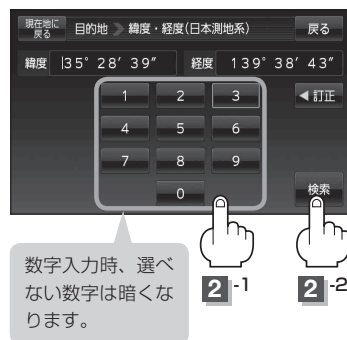 現在地に
戻る
目的地 緯度・経度(日本測地系)
戻る
緯度 35°28′39″ 経度 139°38′43″
1 2 3 ◀訂正
4 5 6
7 8 9
0 検索
2-1 2-2
数字入力時、選べ
ない数字は暗くな
ります。